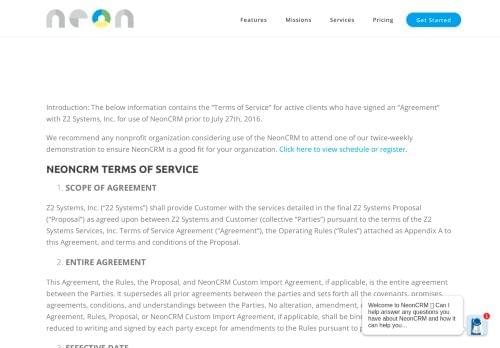 neon
Features Missions Services Pricing Get Started
Introduction: The below information contains the “Terms of Service” for active clients who have signed an “Agreement”
with Z2 Systems, Inc. for use of NeonCRM prior to July 27th, 2016.
We recommend any nonprofit organization considering use of the NeonCRM to attend one of our twice-weekly
demonstration to ensure NeonCRM is a good fit for your organization. Click here to view schedule or register.
NEONCRM TERMS OF SERVICE
1. SCOPE OF AGREEMENT
Z2 Systems, Inc. (“Z2 Systems”) shall provide Customer with the services detailed in the final Z2 Systems Proposal
(“Proposal”) as agreed upon between Z2 Systems and Customer (collective “Parties”) pursuant to the terms of the Z2
Systems Services, Inc. Terms of Service Agreement (“Agreement”), the Operating Rules (“Rules”) attached as Appendix A to
this Agreement, and terms and conditions of the Proposal.
2. ENTIRE AGREEMENT
This Agreement, the Rules, the Proposal, and NeonCRM Custom Import Agreement, if applicable, is the entire agreement
between the Parties. It supersedes all prior agreements between the parties and sets forth all the covenants, promises,
agreements, conditions, and understandings between the Parties. No alteration, amendment,
Agreement, Rules, Proposal, or NeonCRM Custom Import Agreement, if applicable, shall be bin
reduced to writing and signed by each party except for amendments to the Rules pursuant to
3. EFFECTIVE DATE
Welcome to NeonCRM Can I
help answer any questions you
have about NeonCRM and how it
can help you...
1